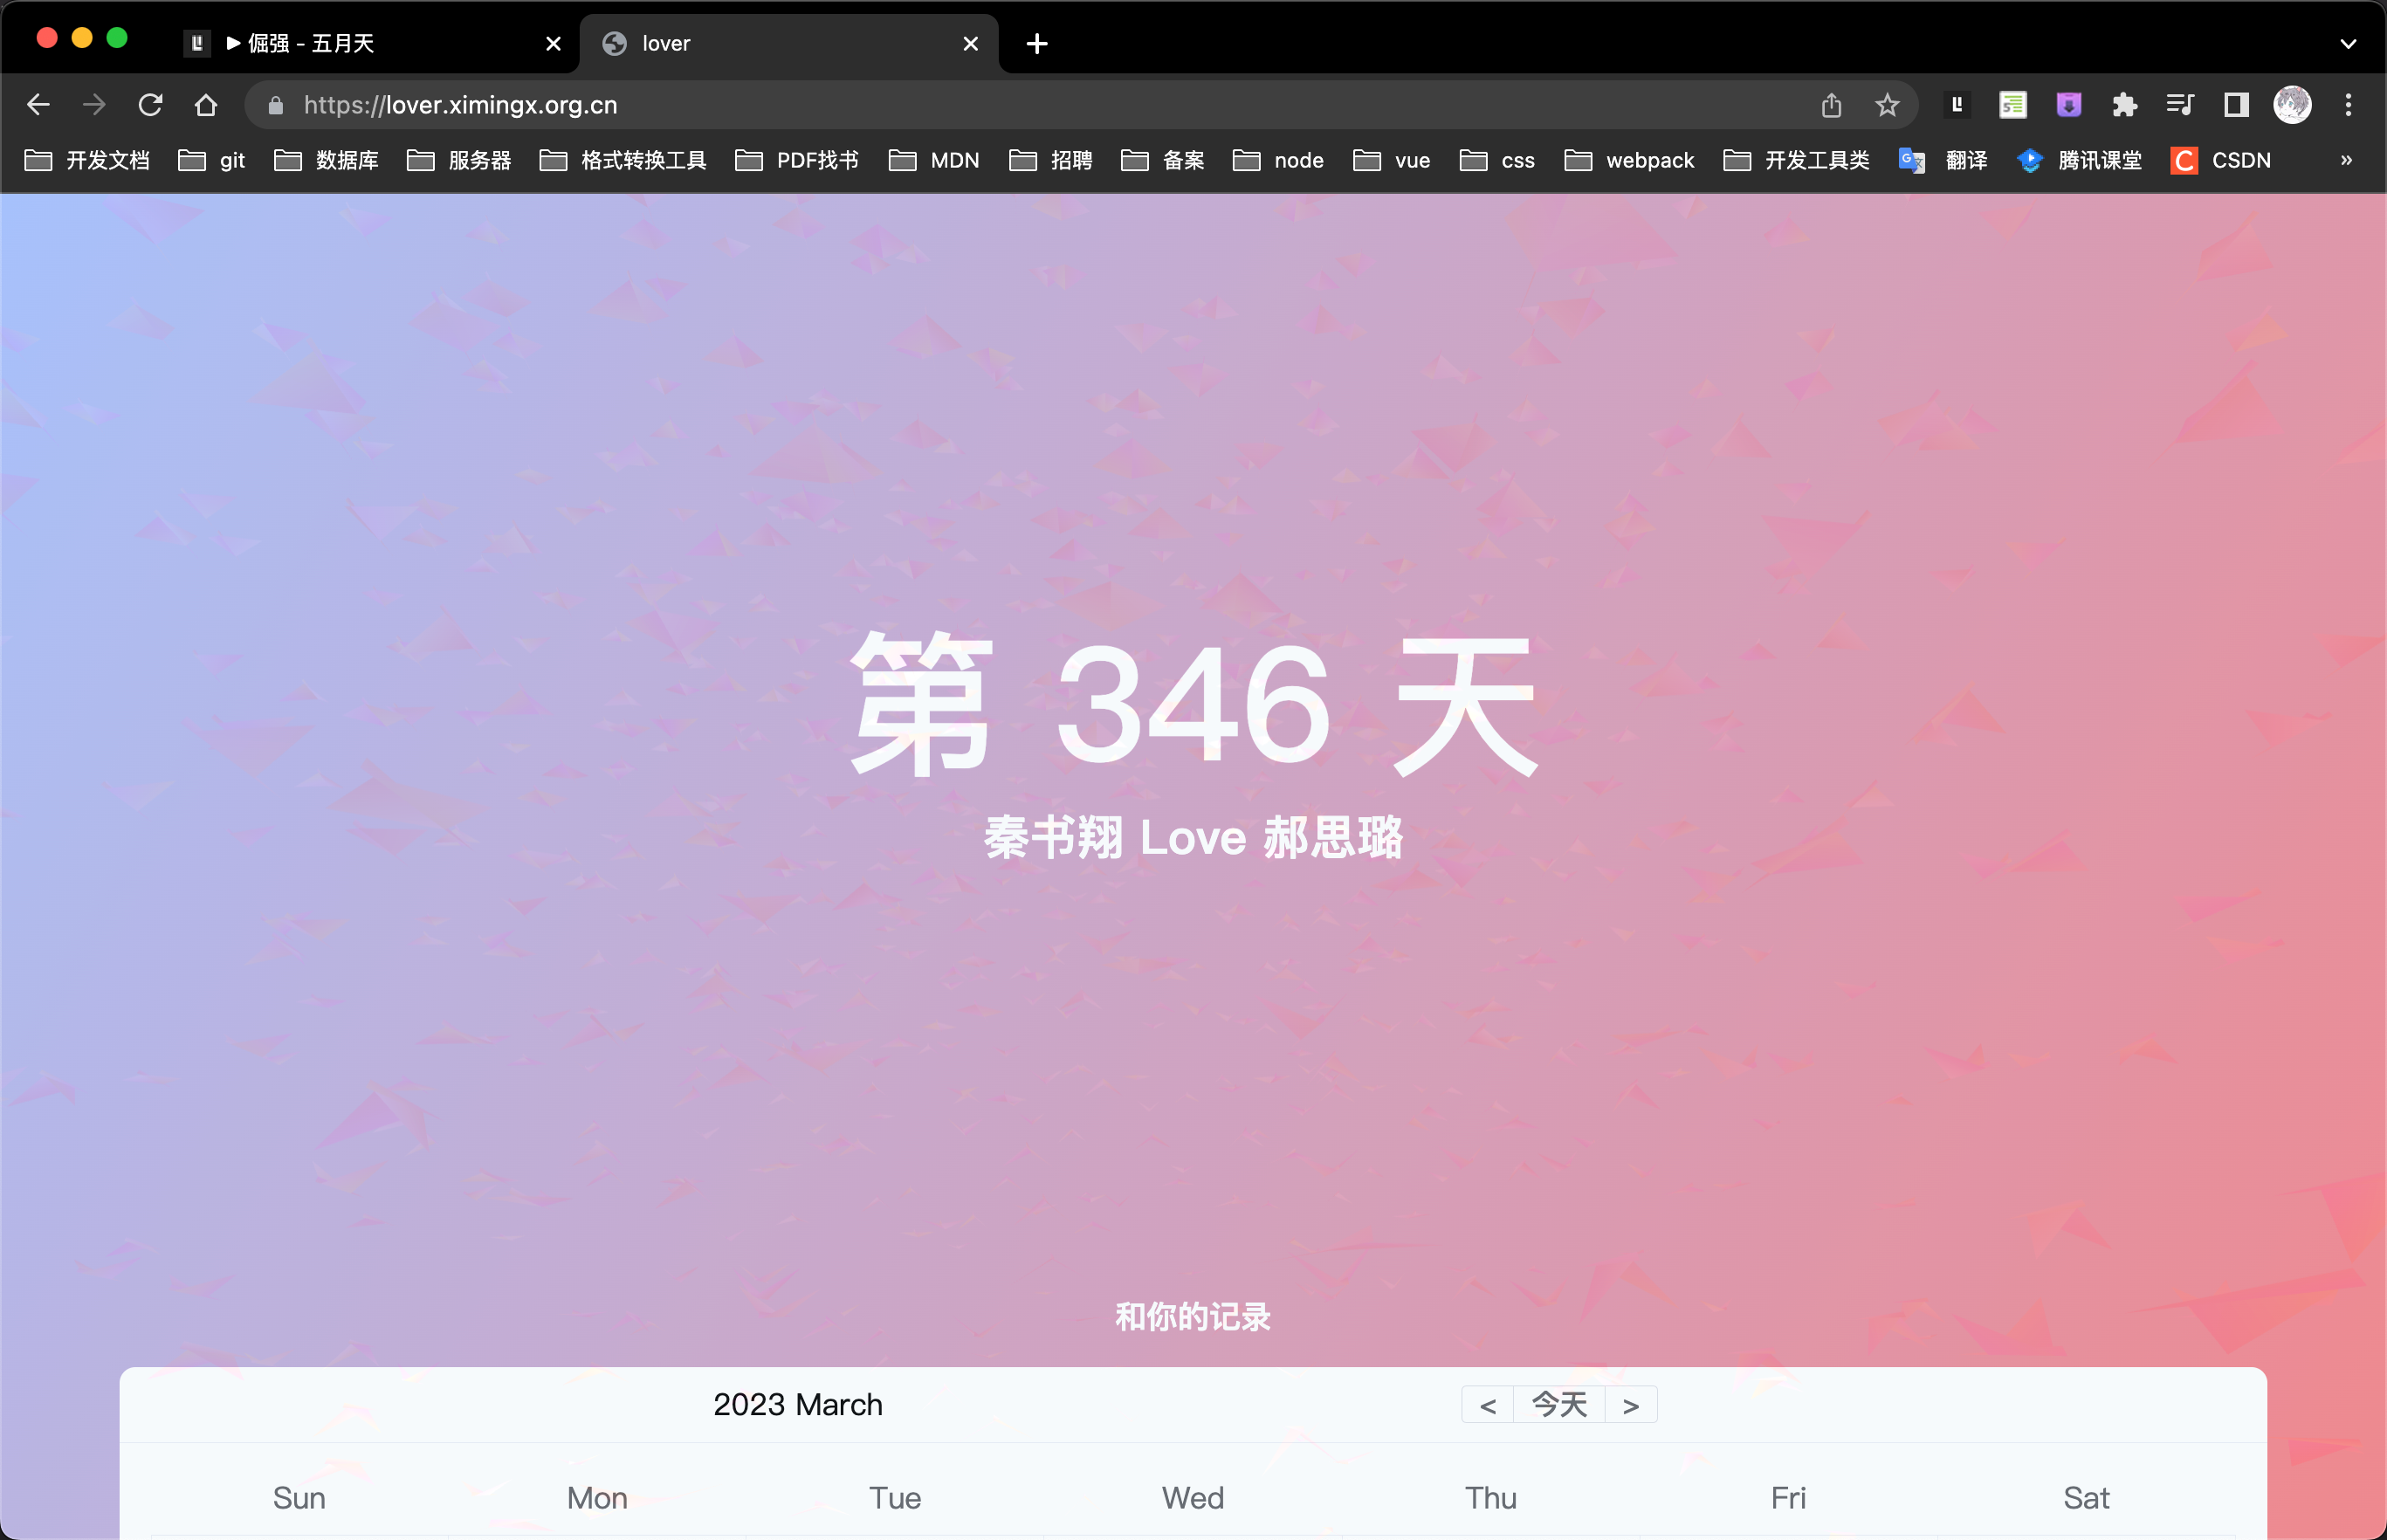 ▶ 倔强 - 五月天
lover
https://lover.ximingx.org.cn
开发文档 git 数据库 服务器 格式转换工具 PDF找书 MDN 招聘 备案 node vue css webpack 开发工具类 翻译 腾讯课堂 CSDN »
第 346 天
秦书翔 Love 郝思璐
和你的记录
2023 March < 今天 >
Sun Mon Tue Wed Thu Fri Sat